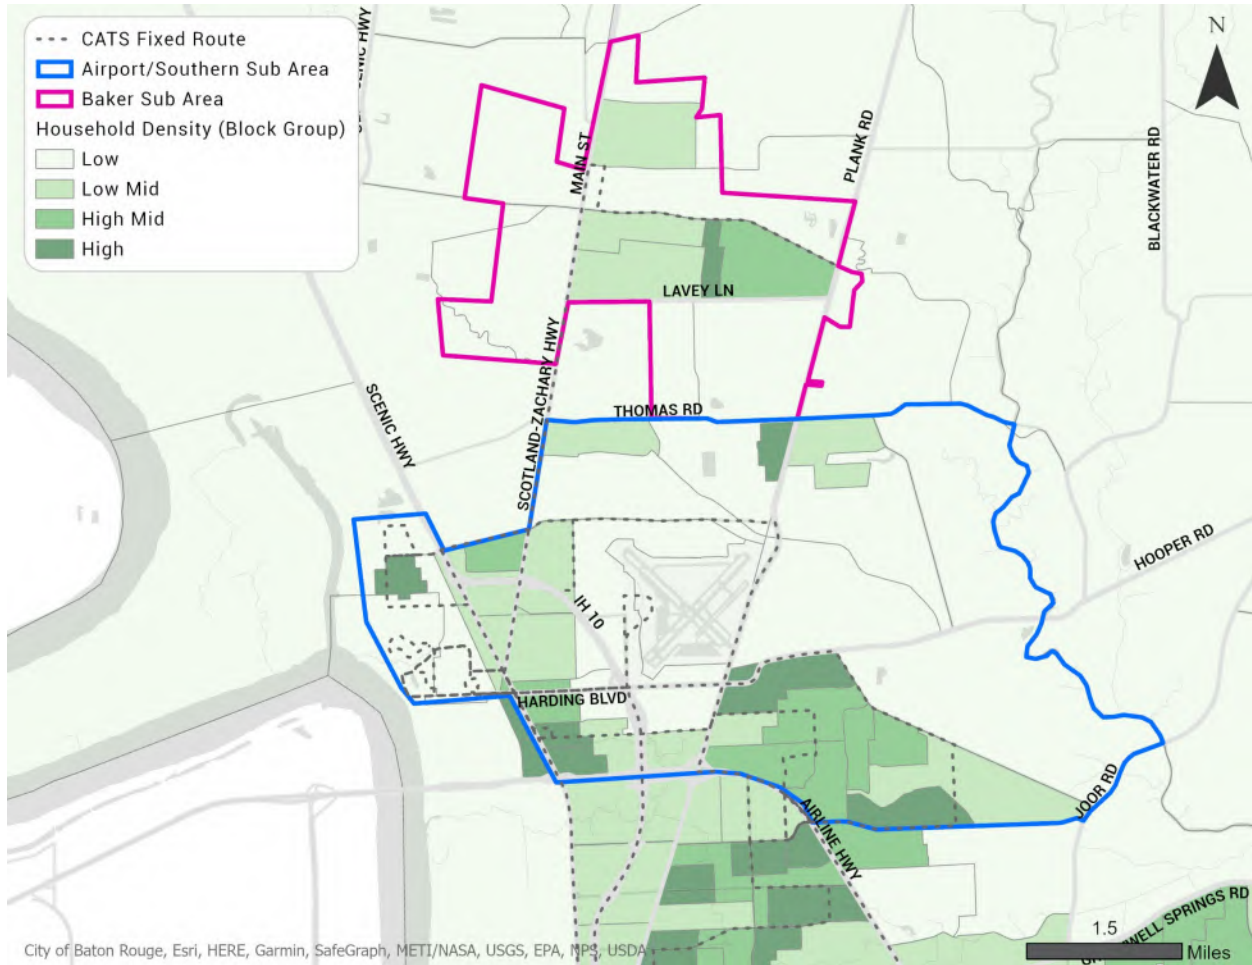 CATS Fixed Route
Airport/Southern Sub Area
Baker Sub Area
Household Density (Block Group)
Low
Low Mid
High Mid
High
N
MAIN ST
PLANK RD
BLACKWATER RD
LAVEY LN
SCENIC HWY
SCOTLAND-ZACHARY HWY
THOMAS RD
HOOPER RD
IH 10
HARDING BLVD
JOOR RD
AIRLINE HWY
SPRINGS RD
1.5
Miles
City of Baton Rouge, Esri, HERE, Garmin, SafeGraph, METI/NASA, USGS, EPA, NPS, USDA